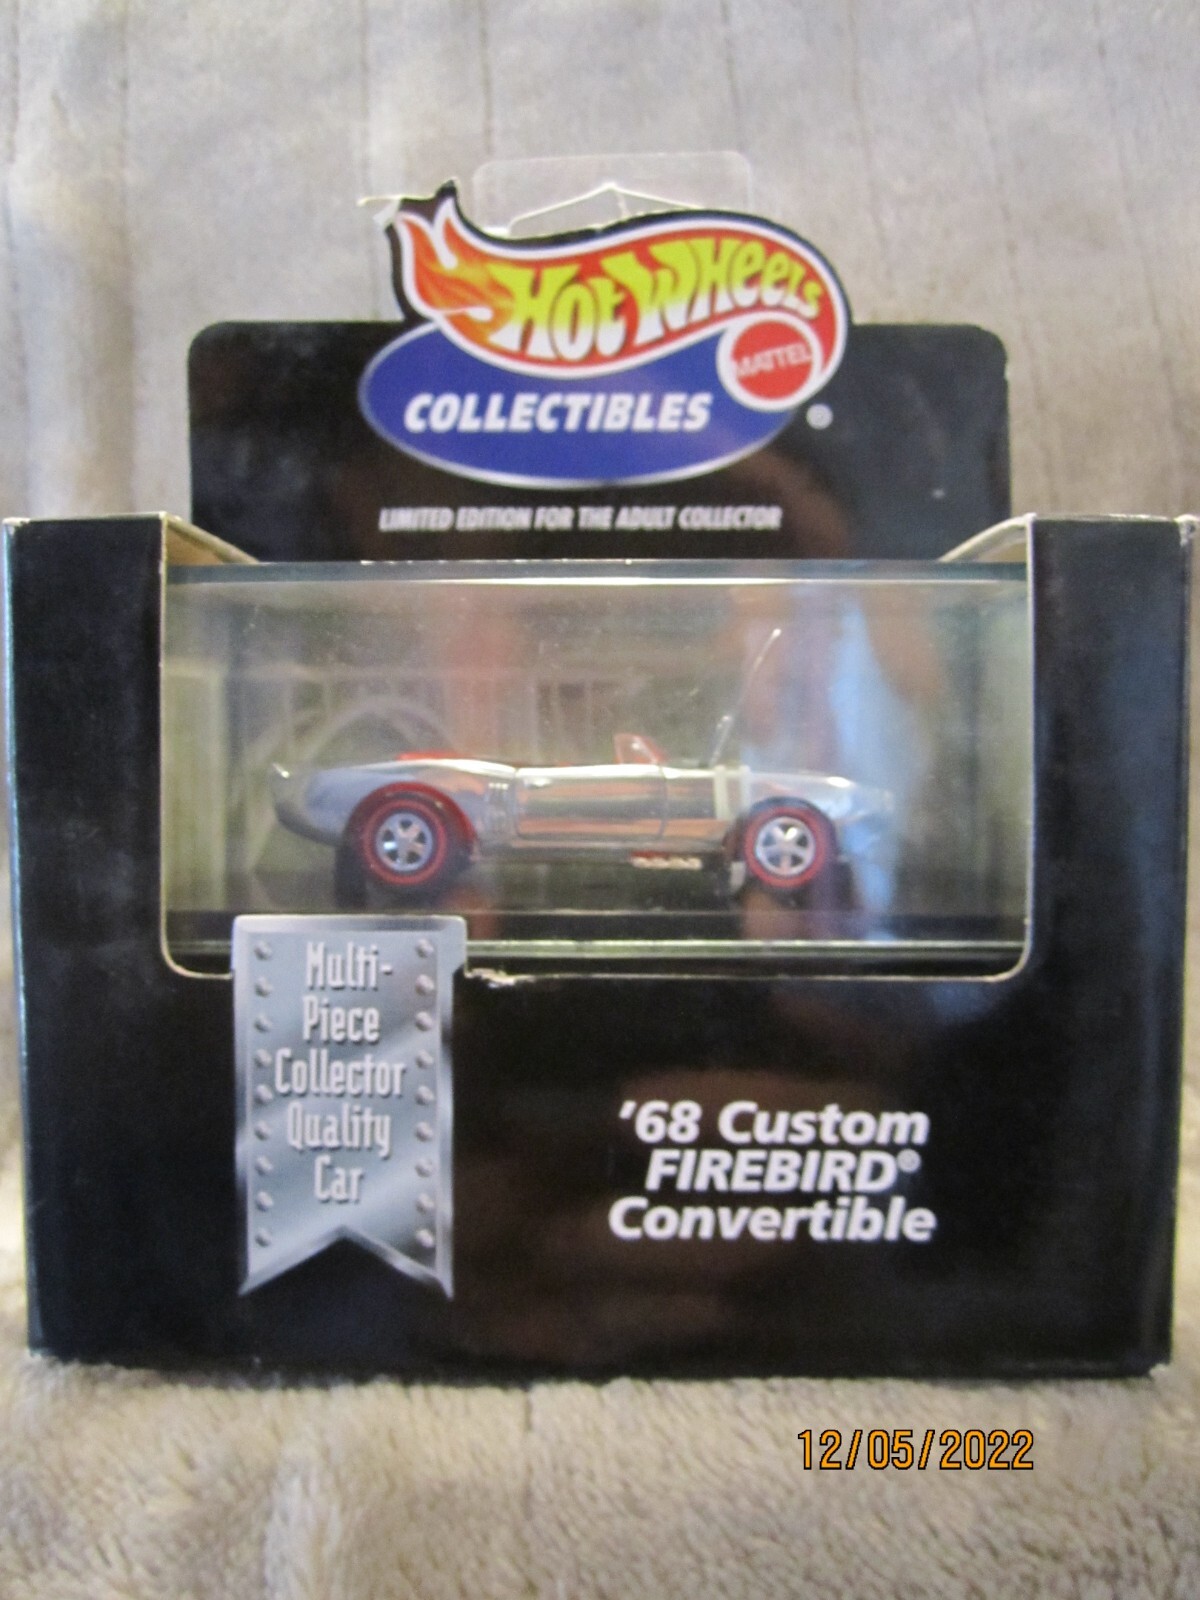 Hot Wheels
MATTEL
COLLECTIBLES
®
LIMITED EDITION FOR THE ADULT COLLECTOR
Multi-
Piece
Collector
Quality
Car
'68 Custom
FIREBIRD®
Convertible
12/05/2022